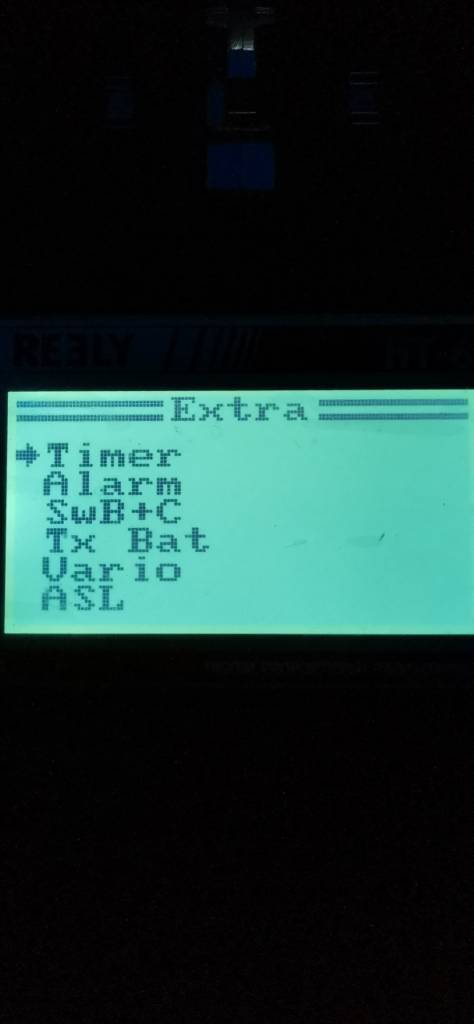 REELY
Extra
Timer
Alarm
SwB+C
Tx Bat
Vario
ASL